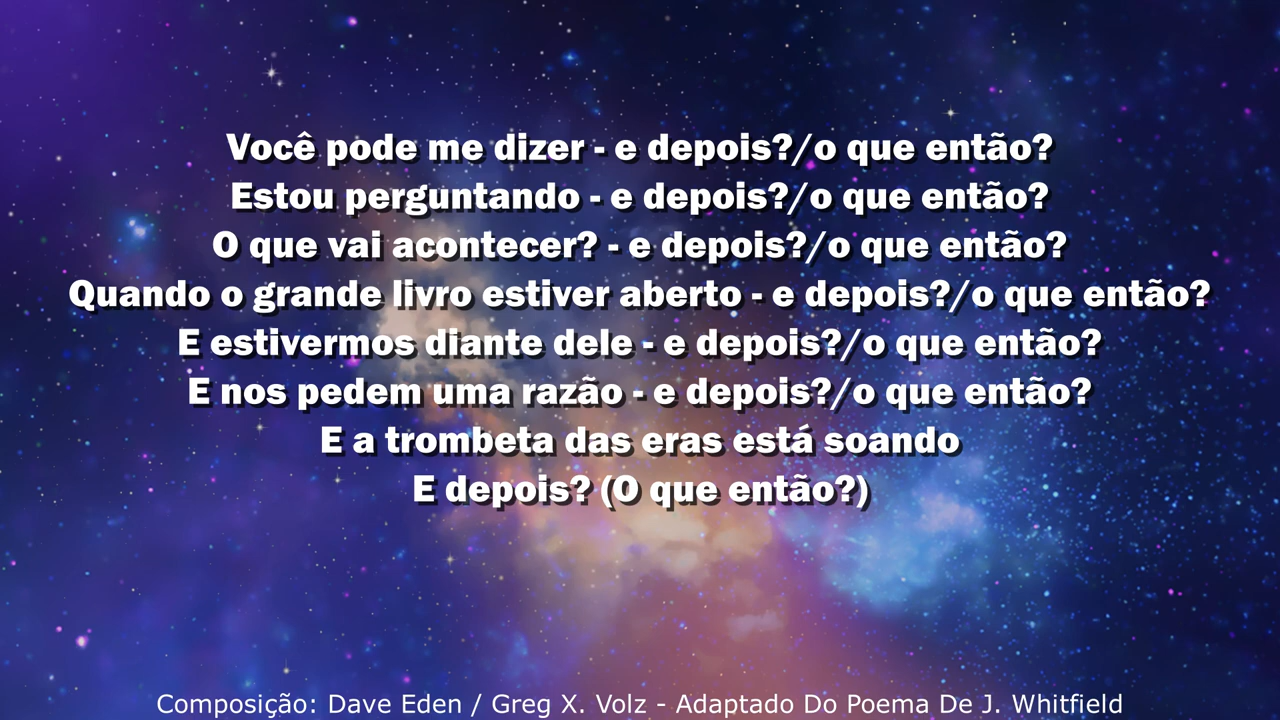 Você pode me dizer - e depois?/o que então?
Estou perguntando - e depois?/o que então?
O que vai acontecer? - e depois?/o que então?
Quando o grande livro estiver aberto - e depois?/o que então?
E estivermos diante dele - e depois?/o que então?
E nos pedem uma razão - e depois?/o que então?
E a trombeta das eras está soando
E depois? (O que então?)
Composição: Dave Eden / Greg X. Volz - Adaptado Do Poema De J. Whitfield